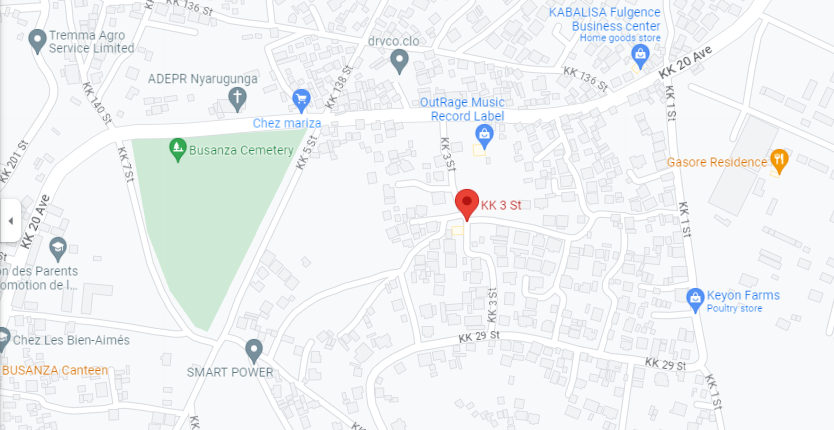 KK 136 St
KABALISA Fulgence
Business center
Home goods store
Tremma Agro
Service Limited
drvco.clo
KK 20 Ave
ADEPR Nyarugunga
KK 138 St
KK 136 St
KK 140 St
OutRage Music
Record Label
KK 1 St
Chez mariza
KK 201 St
KK 7 St
Busanza Cemetery
KK 5 St
KK 3 St
Gasore Residence
KK 20 Ave
KK 3 St
KK 1 St
on des Parents
omotion de l...
KK 3 St
Keyon Farms
Poultry store
Chez Les Bien-Aimés
KK 29 St
BUSANZA Canteen
SMART POWER
KK 29 St
KK 1 St
KK
KK
St